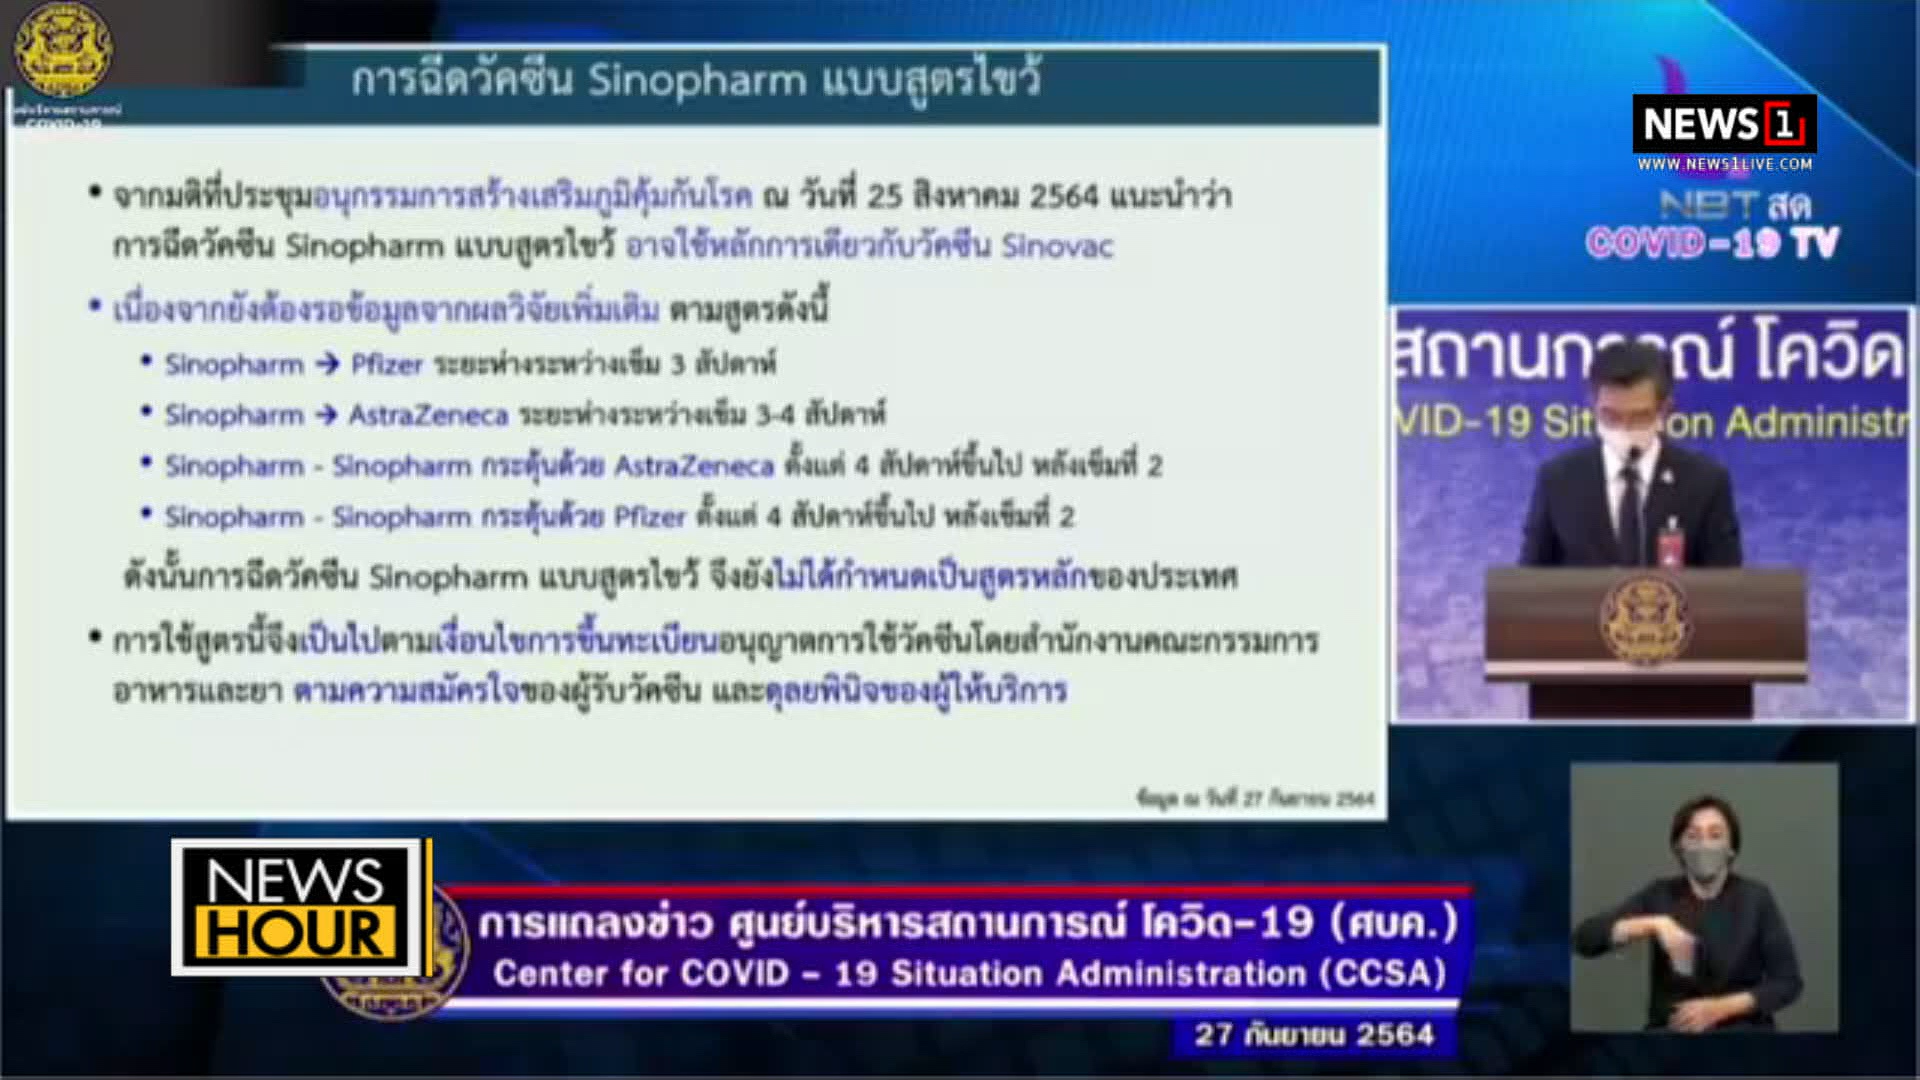 การฉีดวัคซีน Sinopharm แบบสูตรไขว้
• จากมติที่ประชุมอนุกรรมการสร้างเสริมภูมิคุ้มกันโรค ณ วันที่ 25 สิงหาคม 2564 แนะนำว่า
การฉีดวัคซีน Sinopharm แบบสูตรไขว้ อาจใช้หลักการเดียวกับวัคซีน Sinovac
• เนื่องจากยังต้องรอข้อมูลจากผลวิจัยเพิ่มเติม ตามสูตรดังนี้
• Sinopharm → Pfizer ระยะห่างระหว่างเข็ม 3 สัปดาห์
• Sinopharm → AstraZeneca ระยะห่างระหว่างเข็ม 3-4 สัปดาห์
• Sinopharm - Sinopharm กระตุ้นด้วย AstraZeneca ตั้งแต่ 4 สัปดาห์ขึ้นไป หลังเข็มที่ 2
• Sinopharm - Sinopharm กระตุ้นด้วย Pfizer ตั้งแต่ 4 สัปดาห์ขึ้นไป หลังเข็มที่ 2
ดังนั้นการฉีดวัคซีน Sinopharm แบบสูตรไขว้ จึงยังไม่ได้กำหนดเป็นสูตรหลักของประเทศ
• การใช้สูตรนี้จึงเป็นไปตามเงื่อนไขการขึ้นทะเบียนอนุญาตการใช้วัคซีนโดยสำนักงานคณะกรรมการ
อาหารและยา ตามความสมัครใจของผู้รับวัคซีน และดุลยพินิจของผู้ให้บริการ
ข้อมูล ณ วันที่ 27 กันยายน 2564
COVID-19
NEWS 1
WWW.NEWS1LIVE.COM
NBT สด
COVID-19 TV
สถานการณ์ โควิด
VID-19 Situation Administr
NEWS
HOUR
การแถลงข่าว ศูนย์บริหารสถานการณ์ โควิด-19 (ศบค.)
Center for COVID - 19 Situation Administration (CCSA)
27 กันยายน 2564